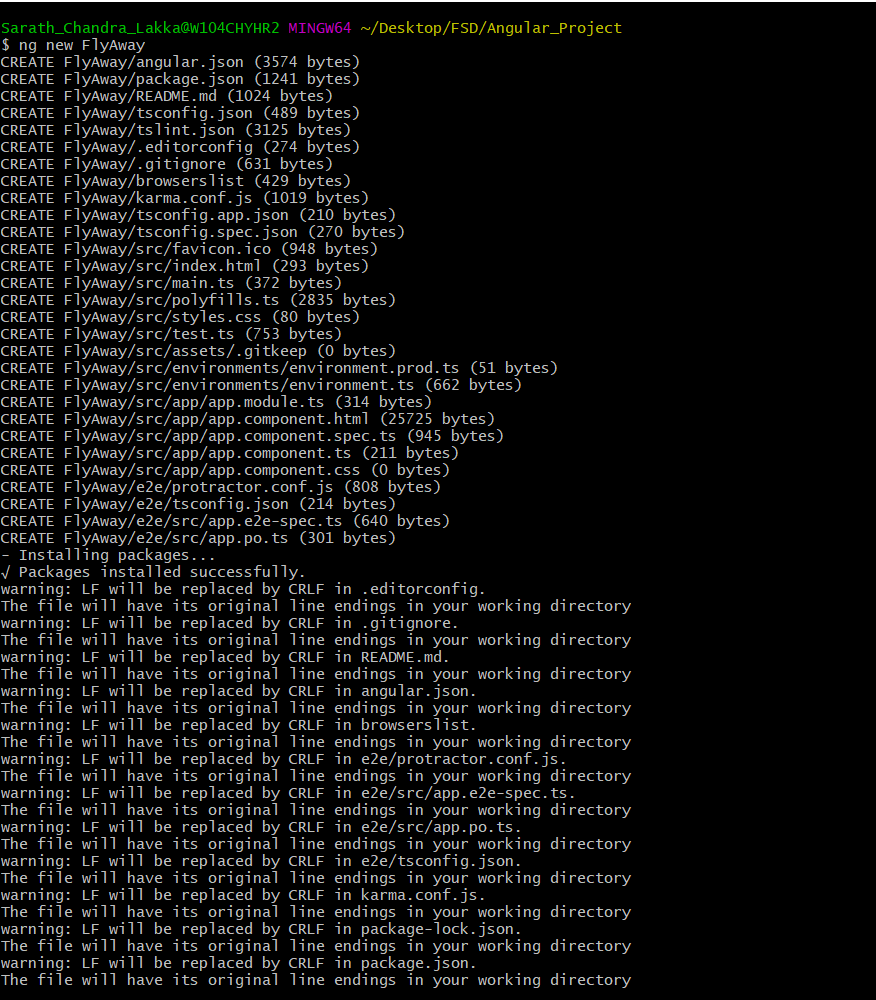 Sarath_Chandra_Lakka@W104CHYHR2 MINGW64 ~/Desktop/FSD/Angular_Project
$ ng new FlyAway
CREATE FlyAway/angular.json (3574 bytes)
CREATE FlyAway/package.json (1241 bytes)
CREATE FlyAway/README.md (1024 bytes)
CREATE FlyAway/tsconfig.json (489 bytes)
CREATE FlyAway/tslint.json (3125 bytes)
CREATE FlyAway/.editorconfig (274 bytes)
CREATE FlyAway/.gitignore (631 bytes)
CREATE FlyAway/browserslist (429 bytes)
CREATE FlyAway/karma.conf.js (1019 bytes)
CREATE FlyAway/tsconfig.app.json (210 bytes)
CREATE FlyAway/tsconfig.spec.json (270 bytes)
CREATE FlyAway/src/favicon.ico (948 bytes)
CREATE FlyAway/src/index.html (293 bytes)
CREATE FlyAway/src/main.ts (372 bytes)
CREATE FlyAway/src/polyfills.ts (2835 bytes)
CREATE FlyAway/src/styles.css (80 bytes)
CREATE FlyAway/src/test.ts (753 bytes)
CREATE FlyAway/src/assets/.gitkeep (0 bytes)
CREATE FlyAway/src/environments/environment.prod.ts (51 bytes)
CREATE FlyAway/src/environments/environment.ts (662 bytes)
CREATE FlyAway/src/app/app.module.ts (314 bytes)
CREATE FlyAway/src/app/app.component.html (25725 bytes)
CREATE FlyAway/src/app/app.component.spec.ts (945 bytes)
CREATE FlyAway/src/app/app.component.ts (211 bytes)
CREATE FlyAway/src/app/app.component.css (0 bytes)
CREATE FlyAway/e2e/protractor.conf.js (808 bytes)
CREATE FlyAway/e2e/tsconfig.json (214 bytes)
CREATE FlyAway/e2e/src/app.e2e-spec.ts (640 bytes)
CREATE FlyAway/e2e/src/app.po.ts (301 bytes)
- Installing packages...
√ Packages installed successfully.
warning: LF will be replaced by CRLF in .editorconfig.
The file will have its original line endings in your working directory
warning: LF will be replaced by CRLF in .gitignore.
The file will have its original line endings in your working directory
warning: LF will be replaced by CRLF in README.md.
The file will have its original line endings in your working directory
warning: LF will be replaced by CRLF in angular.json.
The file will have its original line endings in your working directory
warning: LF will be replaced by CRLF in browserslist.
The file will have its original line endings in your working directory
warning: LF will be replaced by CRLF in e2e/protractor.conf.js.
The file will have its original line endings in your working directory
warning: LF will be replaced by CRLF in e2e/src/app.e2e-spec.ts.
The file will have its original line endings in your working directory
warning: LF will be replaced by CRLF in e2e/src/app.po.ts.
The file will have its original line endings in your working directory
warning: LF will be replaced by CRLF in e2e/tsconfig.json.
The file will have its original line endings in your working directory
warning: LF will be replaced by CRLF in karma.conf.js.
The file will have its original line endings in your working directory
warning: LF will be replaced by CRLF in package-lock.json.
The file will have its original line endings in your working directory
warning: LF will be replaced by CRLF in package.json.
The file will have its original line endings in your working directory